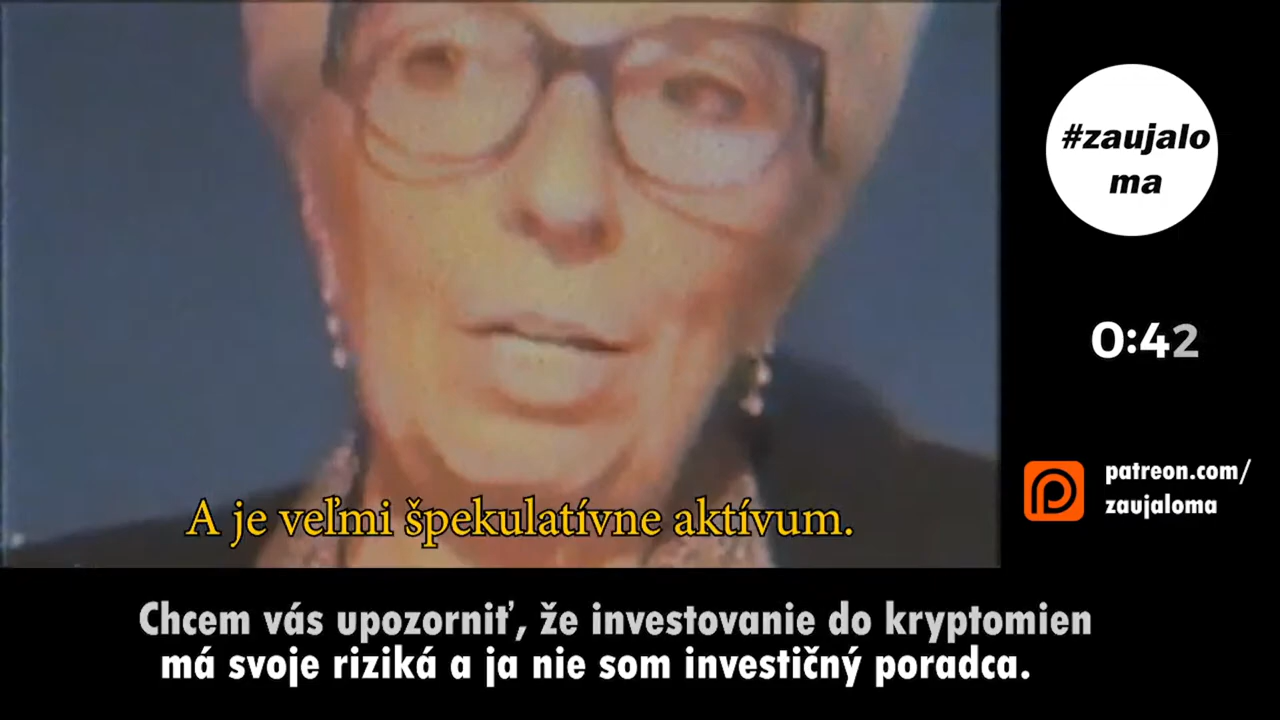 #zaujalo
ma
0:42
patreon.com/
zaujaloma
A je veľmi špekulatívne aktívum.
Chcem vás upozorniť, že investovanie do kryptomien
má svoje riziká a ja nie som investičný poradca.